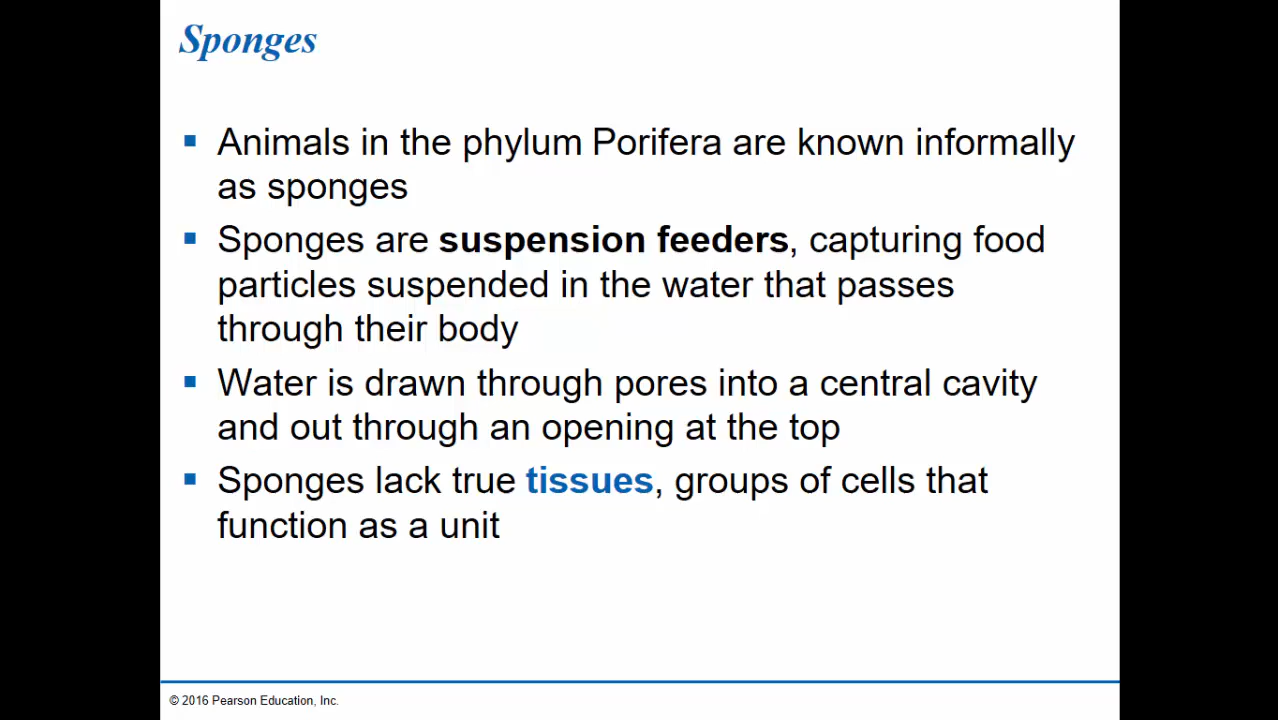 Sponges
▪ Animals in the phylum Porifera are known informally
as sponges
▪ Sponges are suspension feeders, capturing food
particles suspended in the water that passes
through their body
▪ Water is drawn through pores into a central cavity
and out through an opening at the top
▪ Sponges lack true tissues, groups of cells that
function as a unit
© 2016 Pearson Education, Inc.